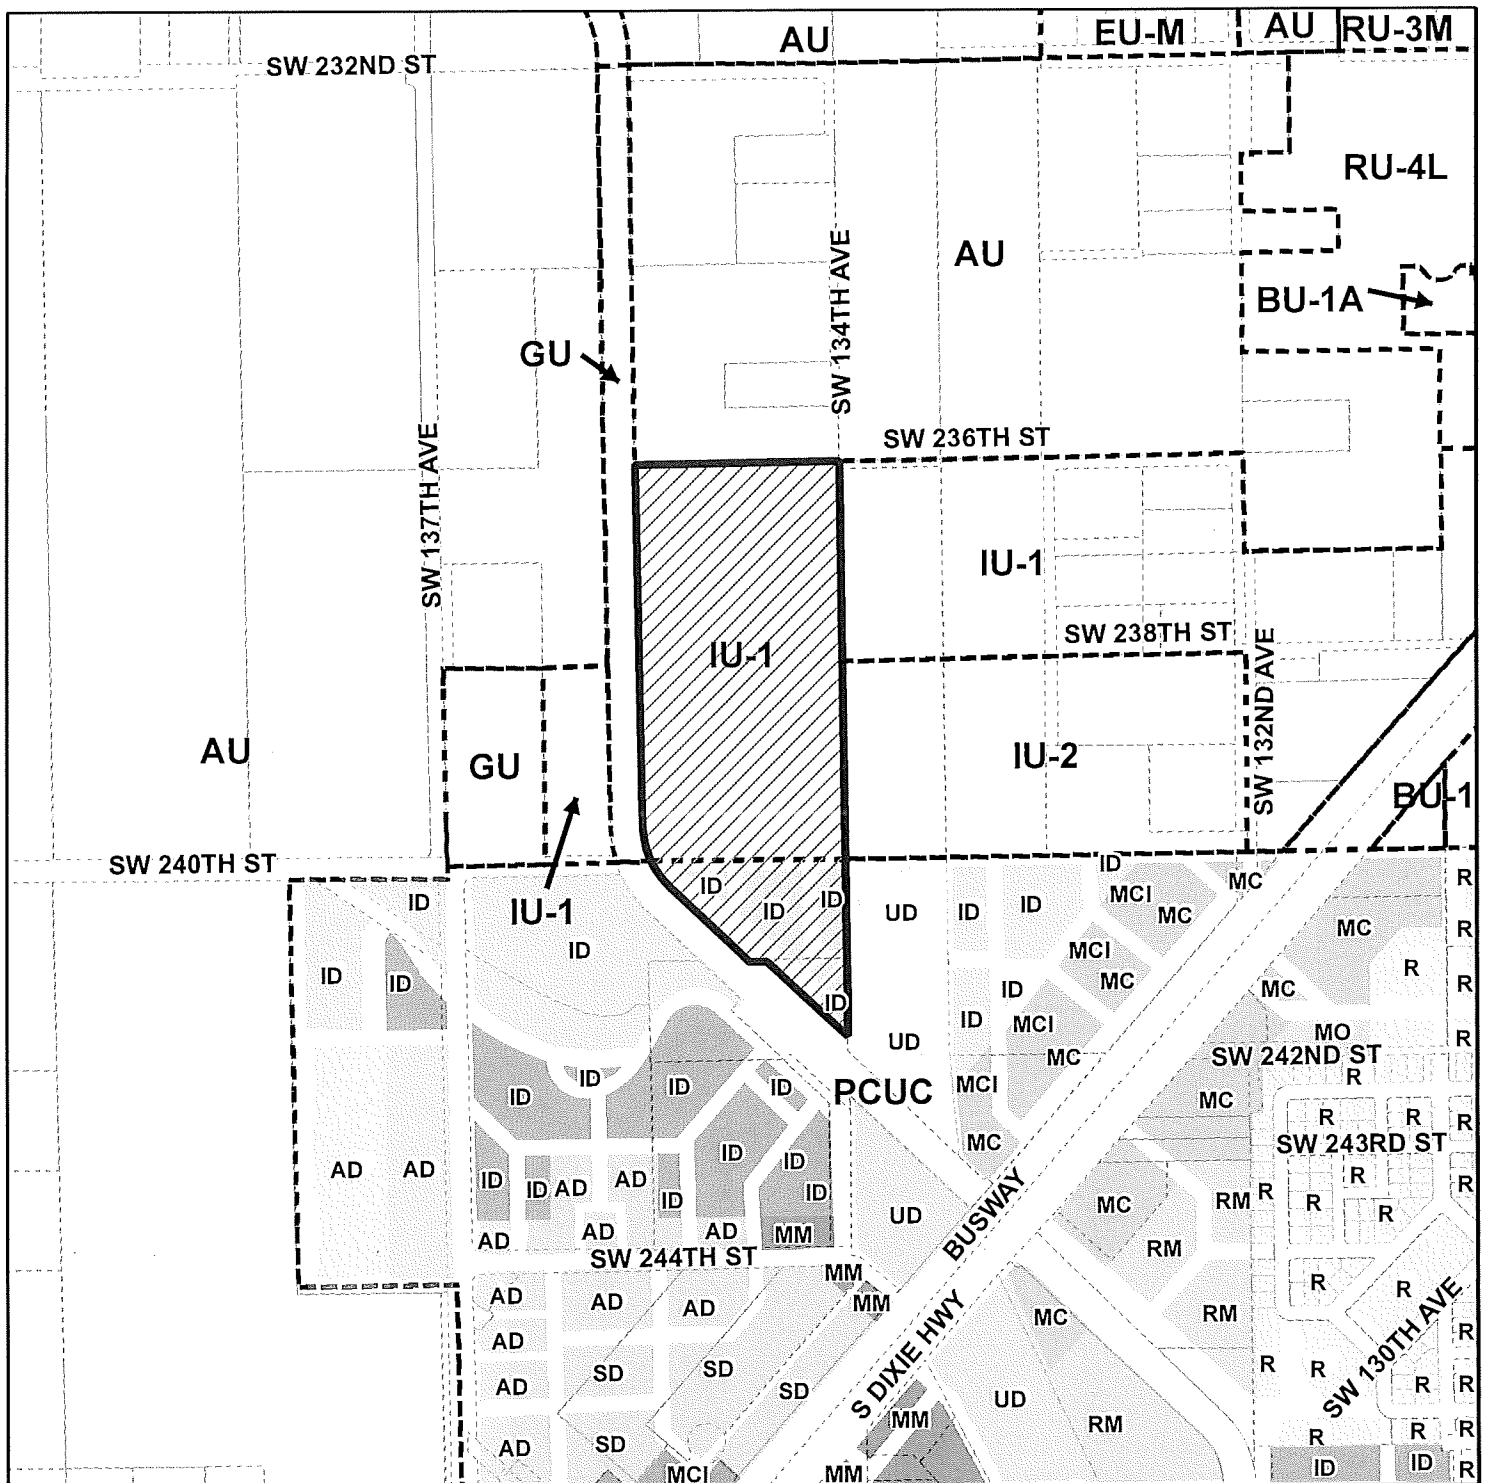 AU
EU-M
AU
RU-3M
SW 232ND ST
RU-4L
AU
SW 134TH AVE
BU-1A
GU
SW 236TH ST
SW 137TH AVE
IU-1
IU-1
SW 238TH ST
SW 132ND AVE
AU
GU
IU-2
BU-1
SW 240TH ST
IU-1
ID
ID
ID
ID
ID
ID
ID
ID
ID
UD
ID
ID
ID
MCI
MC
MC
MC
R
R
MCI
MC
R
R
MC
ID
ID
MCI
MC
UD
MO
R
SW 242ND ST
R
PCUC
MCI
MC
MC
ID
ID
ID
ID
R
R
R
SW 243RD ST
AD
AD
ID
ID
AD
AD
ID
ID
ID
ID
R
R
R
R
R
RM
MC
UD
BUSWAY
AD
AD
AD
MM
RM
SW 244TH ST
MM
MM
AD
AD
AD
AD
R
R
RM
MC
S DIXIE HWY
SW 130TH AVE
R
AD
SD
SD
SD
R
R
R
R
R
UD
RM
MM
AD
SD
R
R
R
MCI
MM
ID
ID
R